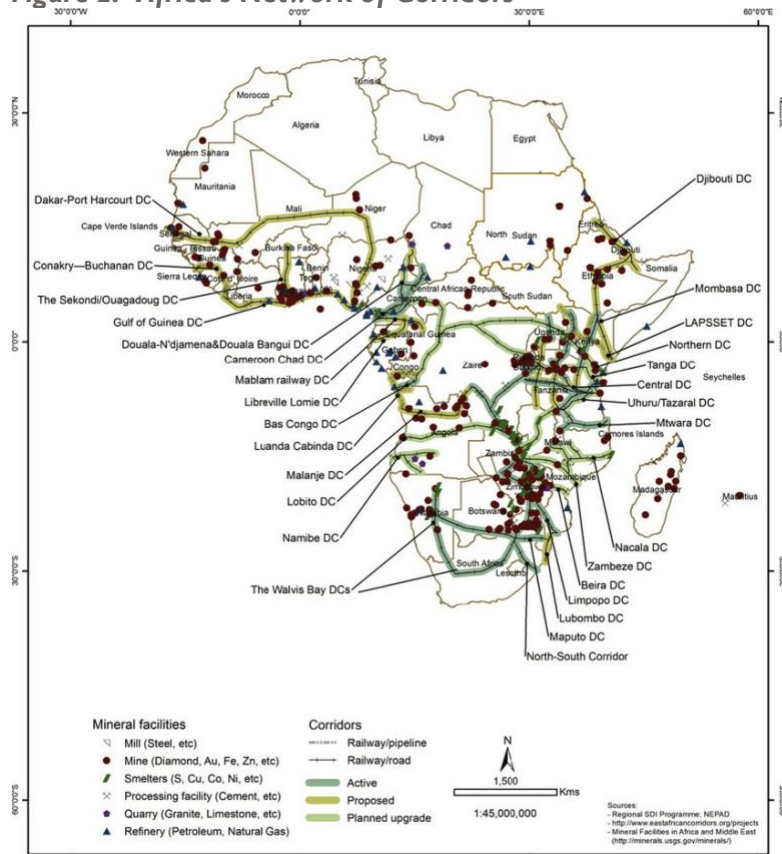 Figure 1: Africa's Network of Corridors
30°0'0"W
0°0'0"
30°0'0"E
60°0'0"E
30°0'0"N
0°0'0"
30°0'0"S
60°0'0"S
Tunisia
Morocco
Algeria
Libya
Egypt
Western Sahara
Mauritania
Mali
Niger
Chad
North Sudan
Eritrea
Djibouti
Somalia
Ethiopia
South Sudan
Central African Republic
Cape Verde Islands
Senegal
Guinea Bissau
Guinea
Sierra Leone
Liberia
Cote d' Ivoire
Burkina Faso
Benin
Togo
Nigeria
Cameroon
Equatorial Guinea
Gabon
Congo
Zaire
Uganda
Kenya
Tanzania
Seychelles
Comores Islands
Angola
Zambia
Malawi
Mozambique
Zimbabwe
Namibia
Botswana
South Africa
Lesotho
Madagascar
Mauritius
Dakar-Port Harcourt DC
Conakry—Buchanan DC
The Sekondi/Ouagadoug DC
Gulf of Guinea DC
Douala-N'djamena&Douala Bangui DC
Cameroon Chad DC
Mablam railway DC
Libreville Lomie DC
Bas Congo DC
Luanda Cabinda DC
Malanje DC
Lobito DC
Namibe DC
The Walvis Bay DCs
Djibouti DC
Mombasa DC
LAPSSET DC
Northern DC
Tanga DC
Central DC
Uhuru/Tazaral DC
Mtwara DC
Nacala DC
Zambeze DC
Beira DC
Limpopo DC
Lubombo DC
Maputo DC
North-South Corridor
Mineral facilities
Mill (Steel, etc)
Mine (Diamond, Au, Fe, Zn, etc)
Smelters (S, Cu, Co, Ni, etc)
Processing facility (Cement, etc)
Quarry (Granite, Limestone, etc)
Refinery (Petroleum, Natural Gas)
Corridors
Railway/pipeline
Railway/road
Active
Proposed
Planned upgrade
N
1,500
Kms
1:45,000,000
Sources:
- Regional SDI Programme; NEPAD
- http://www.eastafricancorridors.org/projects
- Mineral Facilities in Africa and Middle East
(http://minerals.usgs.gov/minerals/)